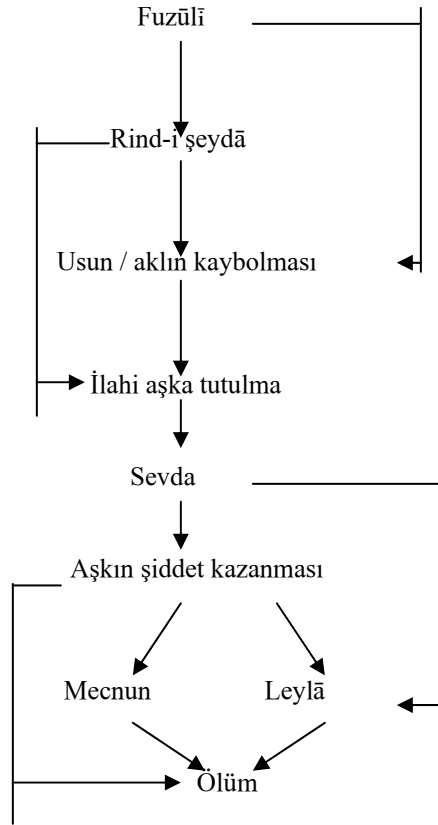 Fuzūlī
Rind-i şeydā
Usun / aklın kaybolması
İlahi aşka tutulma
Sevda
Aşkın şiddet kazanması
Mecnun Leylā
Ölüm